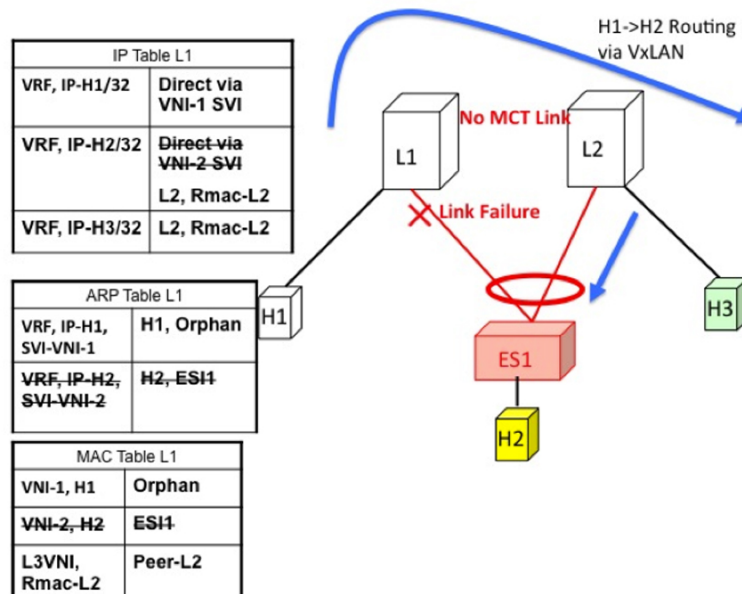 IP Table L1
VRF, IP-H1/32
Direct via
VNI-1 SVI
VRF, IP-H2/32
Direct via
VNI-2 SVI
L2, Rmac-L2
VRF, IP-H3/32
L2, Rmac-L2
ARP Table L1
VRF, IP-H1,
SVI-VNI-1
H1, Orphan
VRF, IP-H2,
SVI-VNI-2
H2, ESI1
MAC Table L1
VNI-1, H1
Orphan
VNI-2, H2
ESI1
L3VNI,
Rmac-L2
Peer-L2
H1->H2 Routing
via VxLAN
No MCT Link
L1
L2
Link Failure
H1
H3
ES1
H2